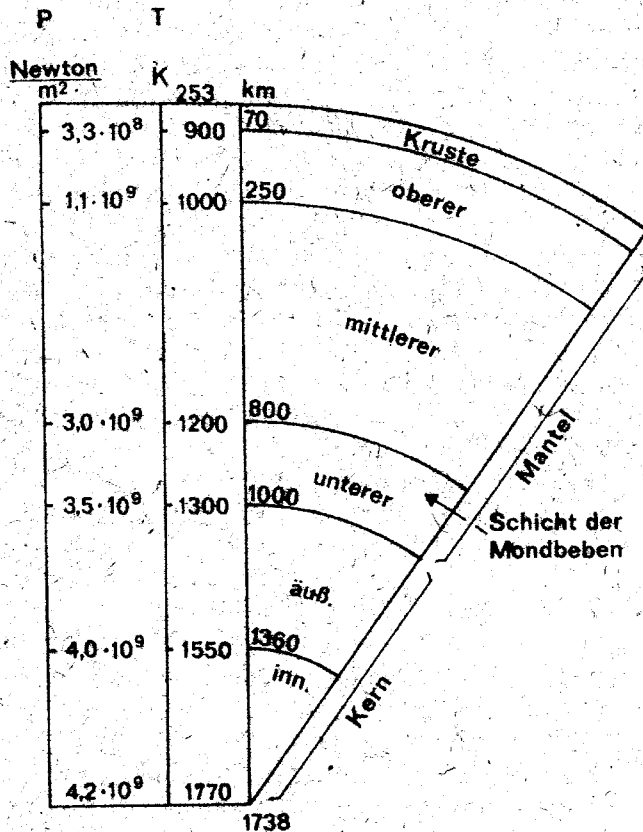 P T
Newton
m² K 253 km
3,3·10⁸ 900 70 Kruste
1,1·10⁹ 1000 250 oberer
mittlerer
3,0·10⁹ 1200 800
unterer
3,5·10⁹ 1300 1000
Mantel
Schicht der
Mondbeben
äuß.
4,0·10⁹ 1550 1360
inn.
Kern
4,2·10⁹ 1770
1738